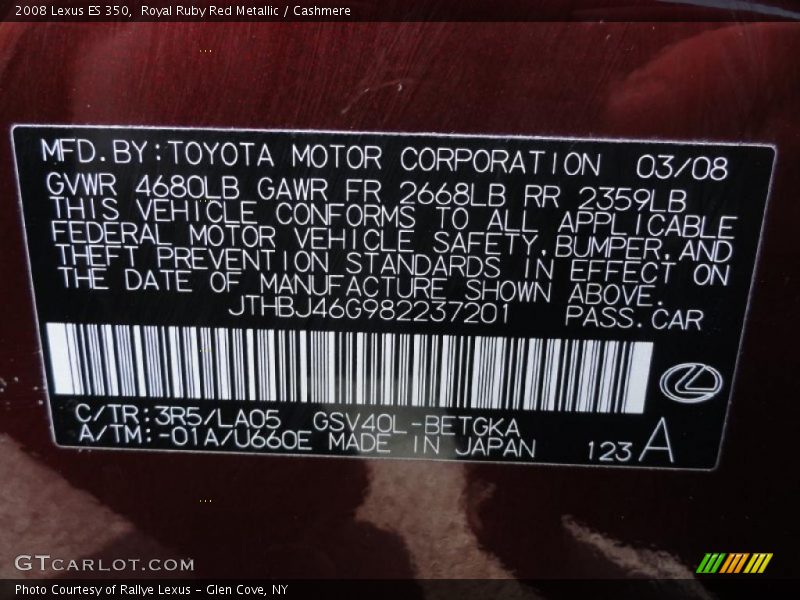 2008 Lexus ES 350,  Royal Ruby Red Metallic / Cashmere
MFD.BY:TOYOTA MOTOR CORPORATION 03/08
GVWR 4680LB GAWR FR 2668LB RR 2359LB
THIS VEHICLE CONFORMS TO ALL APPLICABLE
FEDERAL MOTOR VEHICLE SAFETY,BUMPER,AND
THEFT PREVENTION STANDARDS IN EFFECT ON
THE DATE OF MANUFACTURE SHOWN ABOVE.
JTHBJ46G982237201 PASS.CAR
C/TR:3R5/LA05 GSV40L-BETGKA
A/TM:-01A/U660E MADE IN JAPAN 123 A
GTCARLOT.COM
Photo Courtesy of Rallye Lexus - Glen Cove, NY